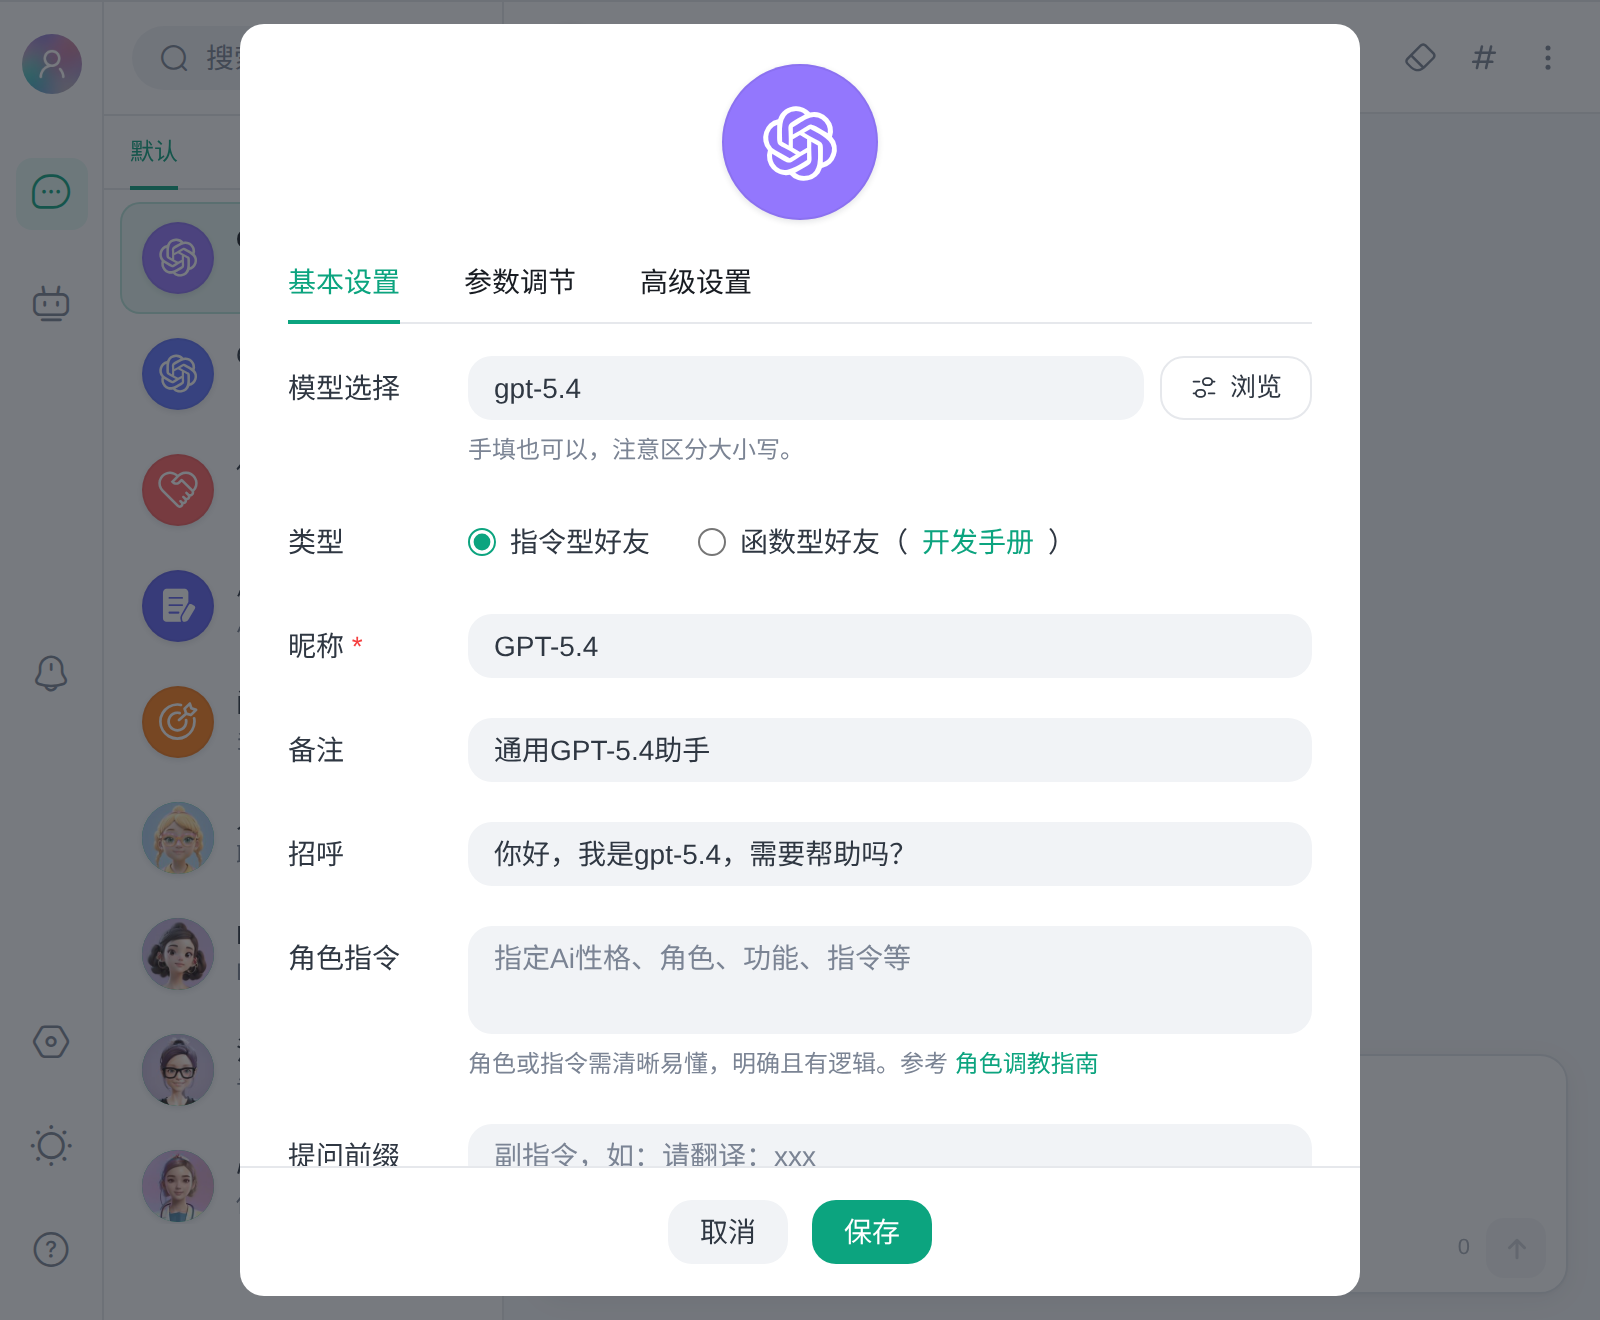 搜
默认
基本设置 参数调节 高级设置
模型选择 gpt-5.4 浏览
手填也可以，注意区分大小写。
类型 指令型好友 函数型好友（ 开发手册 ）
昵称 * GPT-5.4
备注 通用GPT-5.4助手
招呼 你好，我是gpt-5.4，需要帮助吗？
角色指令 指定Ai性格、角色、功能、指令等
角色或指令需清晰易懂，明确且有逻辑。参考 角色调教指南
提问前缀 副指令，如：请翻译：xxx
取消 保存
0